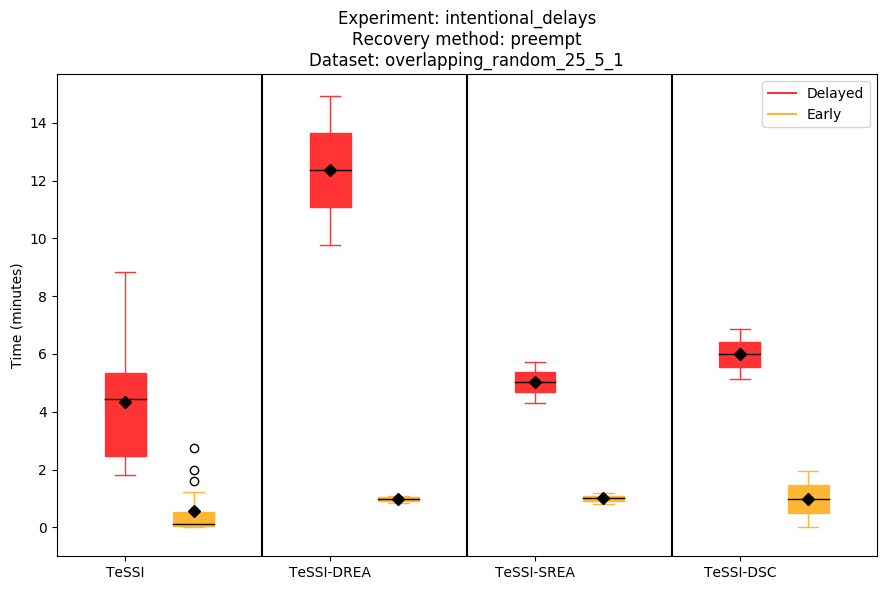 Experiment: intentional_delays
Recovery method: preempt
Dataset: overlapping_random_25_5_1
Delayed
Early
Time (minutes)
14
12
10
8
6
4
2
0
TeSSI
TeSSI-DREA
TeSSI-SREA
TeSSI-DSC